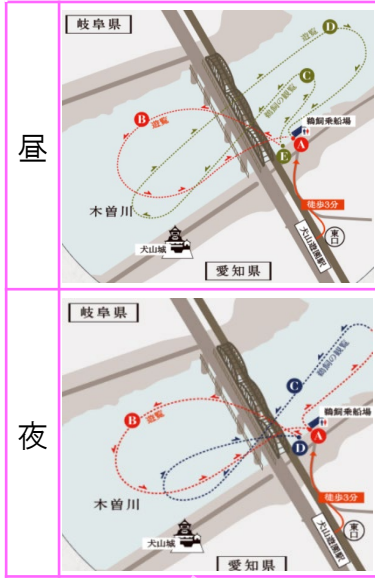 昼
岐阜県
遊覧
D
C
鵜飼の観覧
B
遊覧
鵜飼乗船場
A
E
徒歩3分
木曽川
犬山城
東口
犬山遊園駅
愛知県
夜
岐阜県
鵜飼の観覧
C
B
遊覧
鵜飼乗船場
A
D
木曽川
徒歩3分
犬山城
東口
犬山遊園駅
愛知県